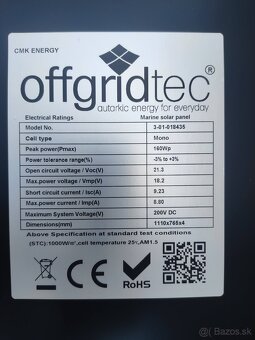 CMK ENERGY
offgridtec®
autarkic energy for everyday
Electrical Ratings Marine solar panel
Model No. 3-01-018435
Cell type Mono
Peak power(Pmax) 160Wp
Power tolerance range(%) -3% to +3%
Open circuit voltage / Voc(V) 21.3
Max.power voltage / Vmp(V) 18.2
Short circuit current / Isc(A) 9.23
Max.power current / Imp(A) 8.80
Maximum System Voltage(V) 200V DC
Dimensions(mm) 1110x765x4
Above Specification at standard test conditions
(STC):1000W/m²,cell temperature 25℃,AM1.5
CE
RoHS
bazos.sk